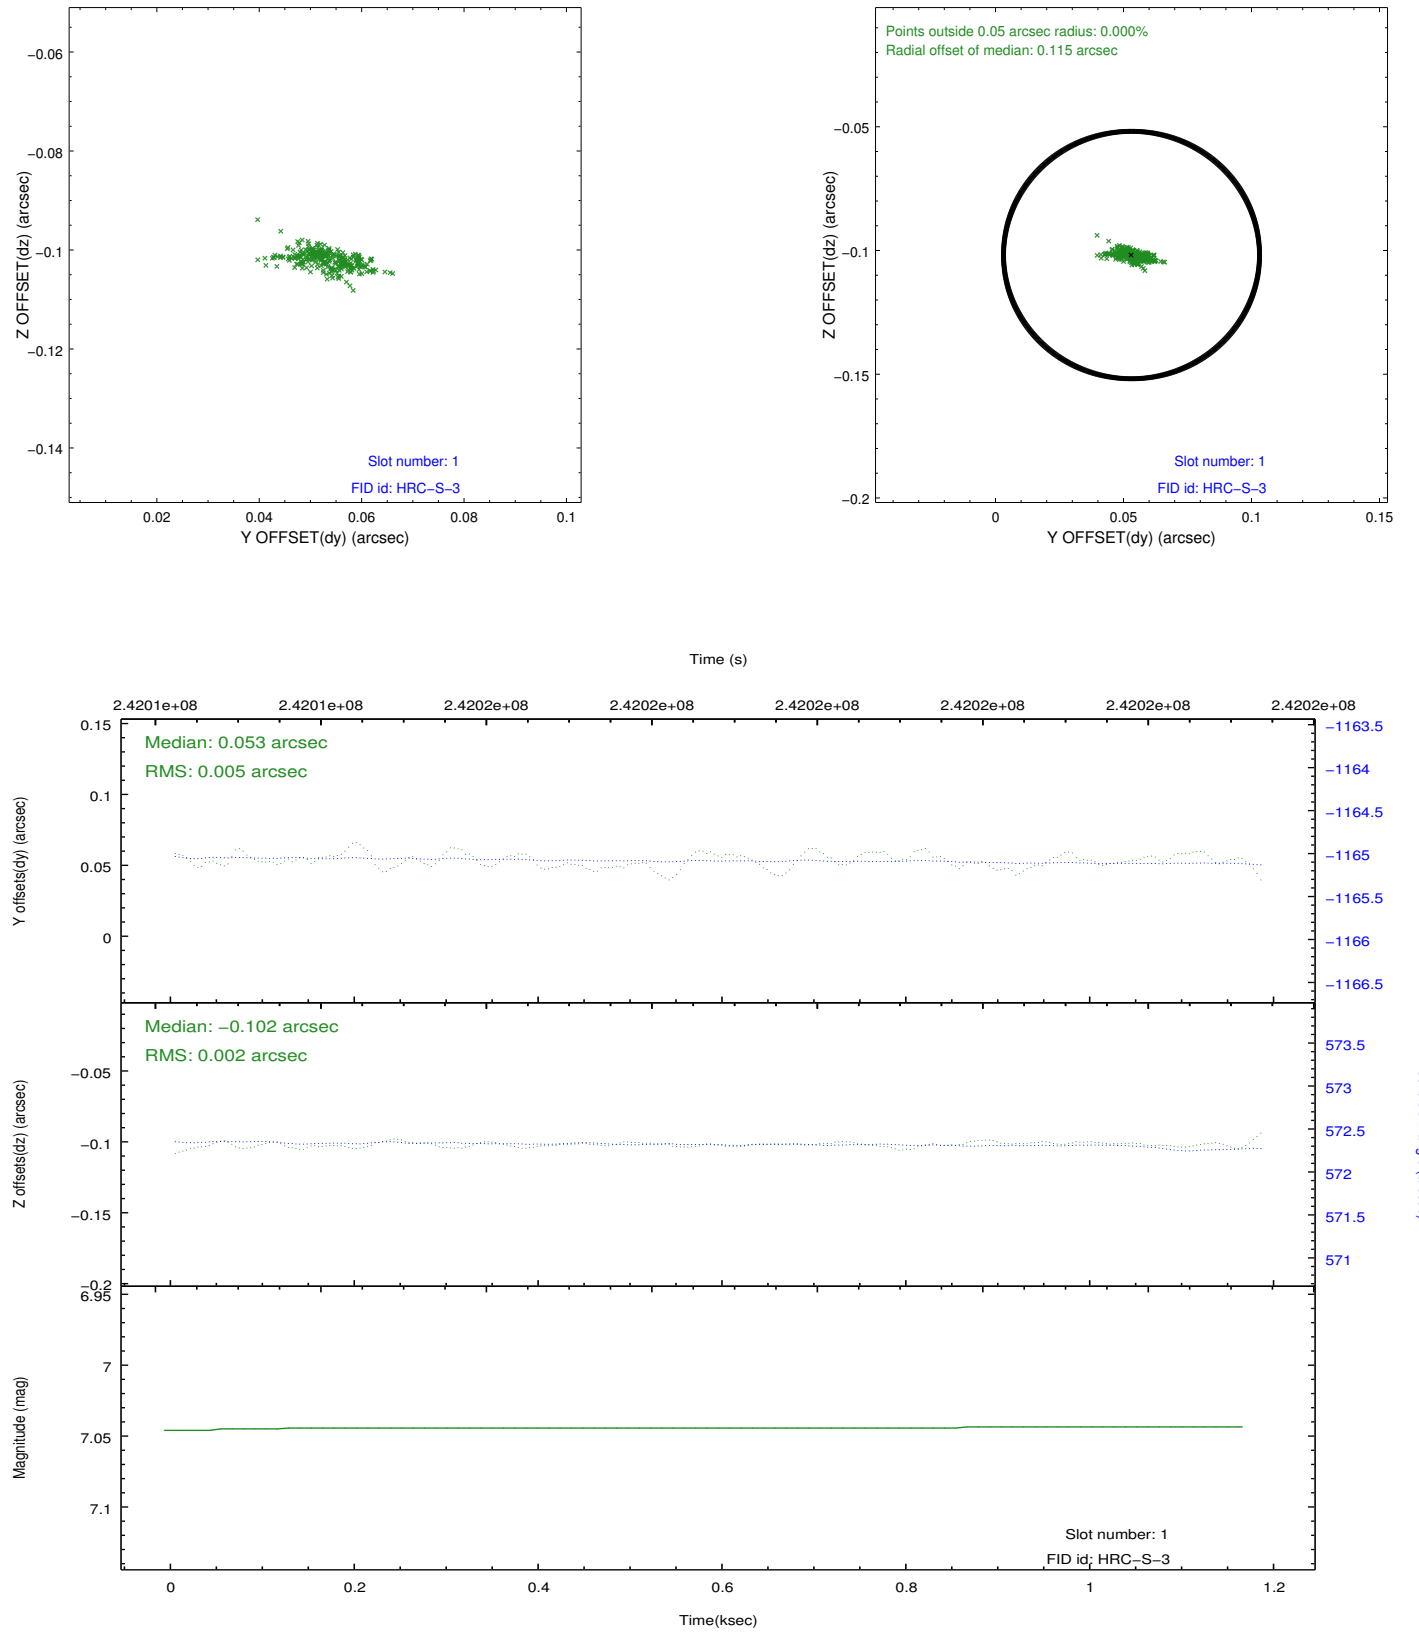 −0.06
−0.08
−0.1
−0.12
−0.14
Z OFFSET(dz) (arcsec)
Slot number: 1
FID id: HRC−S−3
0.02 0.04 0.06 0.08 0.1
Y OFFSET(dy) (arcsec)
Points outside 0.05 arcsec radius: 0.000%
Radial offset of median: 0.115 arcsec
−0.05
−0.1
−0.15
−0.2
Z OFFSET(dz) (arcsec)
Slot number: 1
FID id: HRC−S−3
0 0.05 0.1 0.15
Y OFFSET(dy) (arcsec)
Time (s)
2.4201e+08 2.4201e+08 2.4202e+08 2.4202e+08 2.4202e+08 2.4202e+08 2.4202e+08 2.4202e+08
0.15
0.1
0.05
0
Y offsets(dy) (arcsec)
Median: 0.053 arcsec
RMS: 0.005 arcsec
−1163.5
−1164
−1164.5
−1165
−1165.5
−1166
−1166.5
−0.05
−0.1
−0.15
−0.2
Z offsets(dz) (arcsec)
Median: −0.102 arcsec
RMS: 0.002 arcsec
573.5
573
572.5
572
571.5
571
6.95
7
7.05
7.1
Magnitude (mag)
Slot number: 1
FID id: HRC−S−3
0 0.2 0.4 0.6 0.8 1 1.2
Time(ksec)